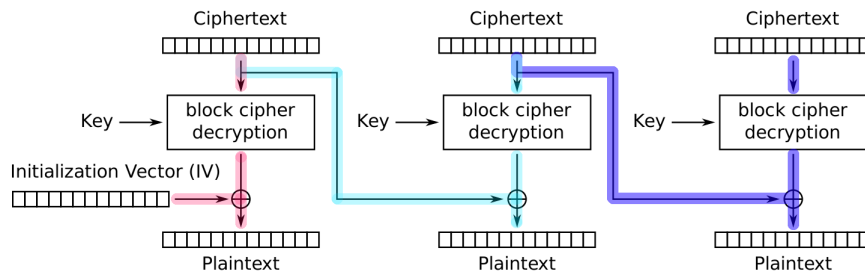 Ciphertext
Ciphertext
Ciphertext
Key
block cipher
decryption
Key
block cipher
decryption
Key
block cipher
decryption
Initialization Vector (IV)
Plaintext
Plaintext
Plaintext